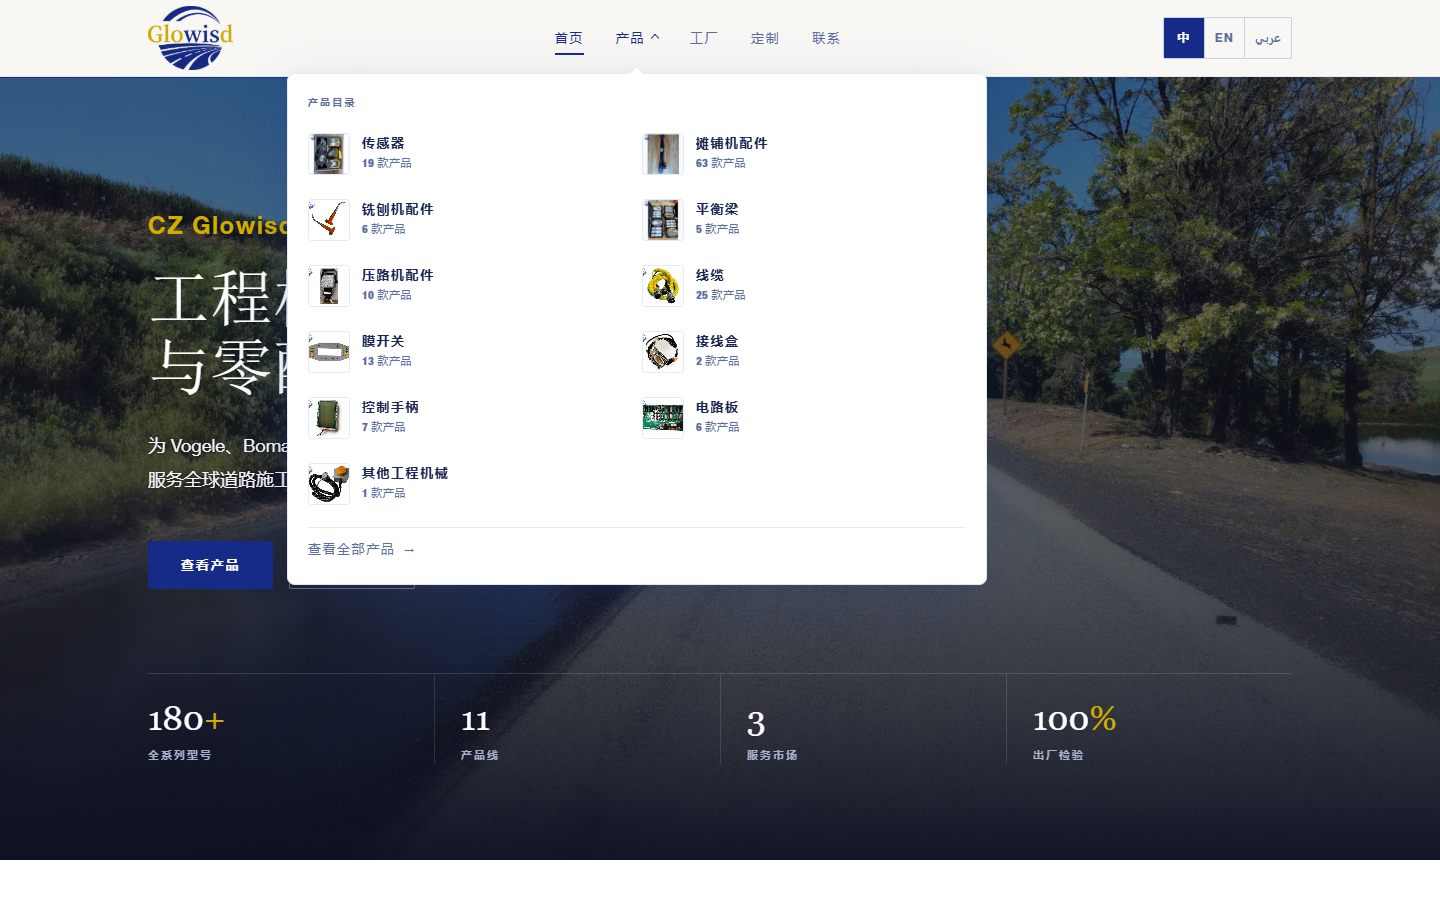 Glowisd
首页
产品
工厂
定制
联系
中
EN
عربي
产品目录
传感器
19 款产品
摊铺机配件
63 款产品
铣刨机配件
6 款产品
平衡梁
5 款产品
压路机配件
10 款产品
线缆
25 款产品
膜开关
13 款产品
接线盒
2 款产品
控制手柄
7 款产品
电路板
6 款产品
其他工程机械
1 款产品
查看全部产品 →
CZ Glowisd
工程
与零
为 Vogele、Boma
服务全球道路施工
查看产品
180+
全系列型号
11
产品线
3
服务市场
100%
出厂检验